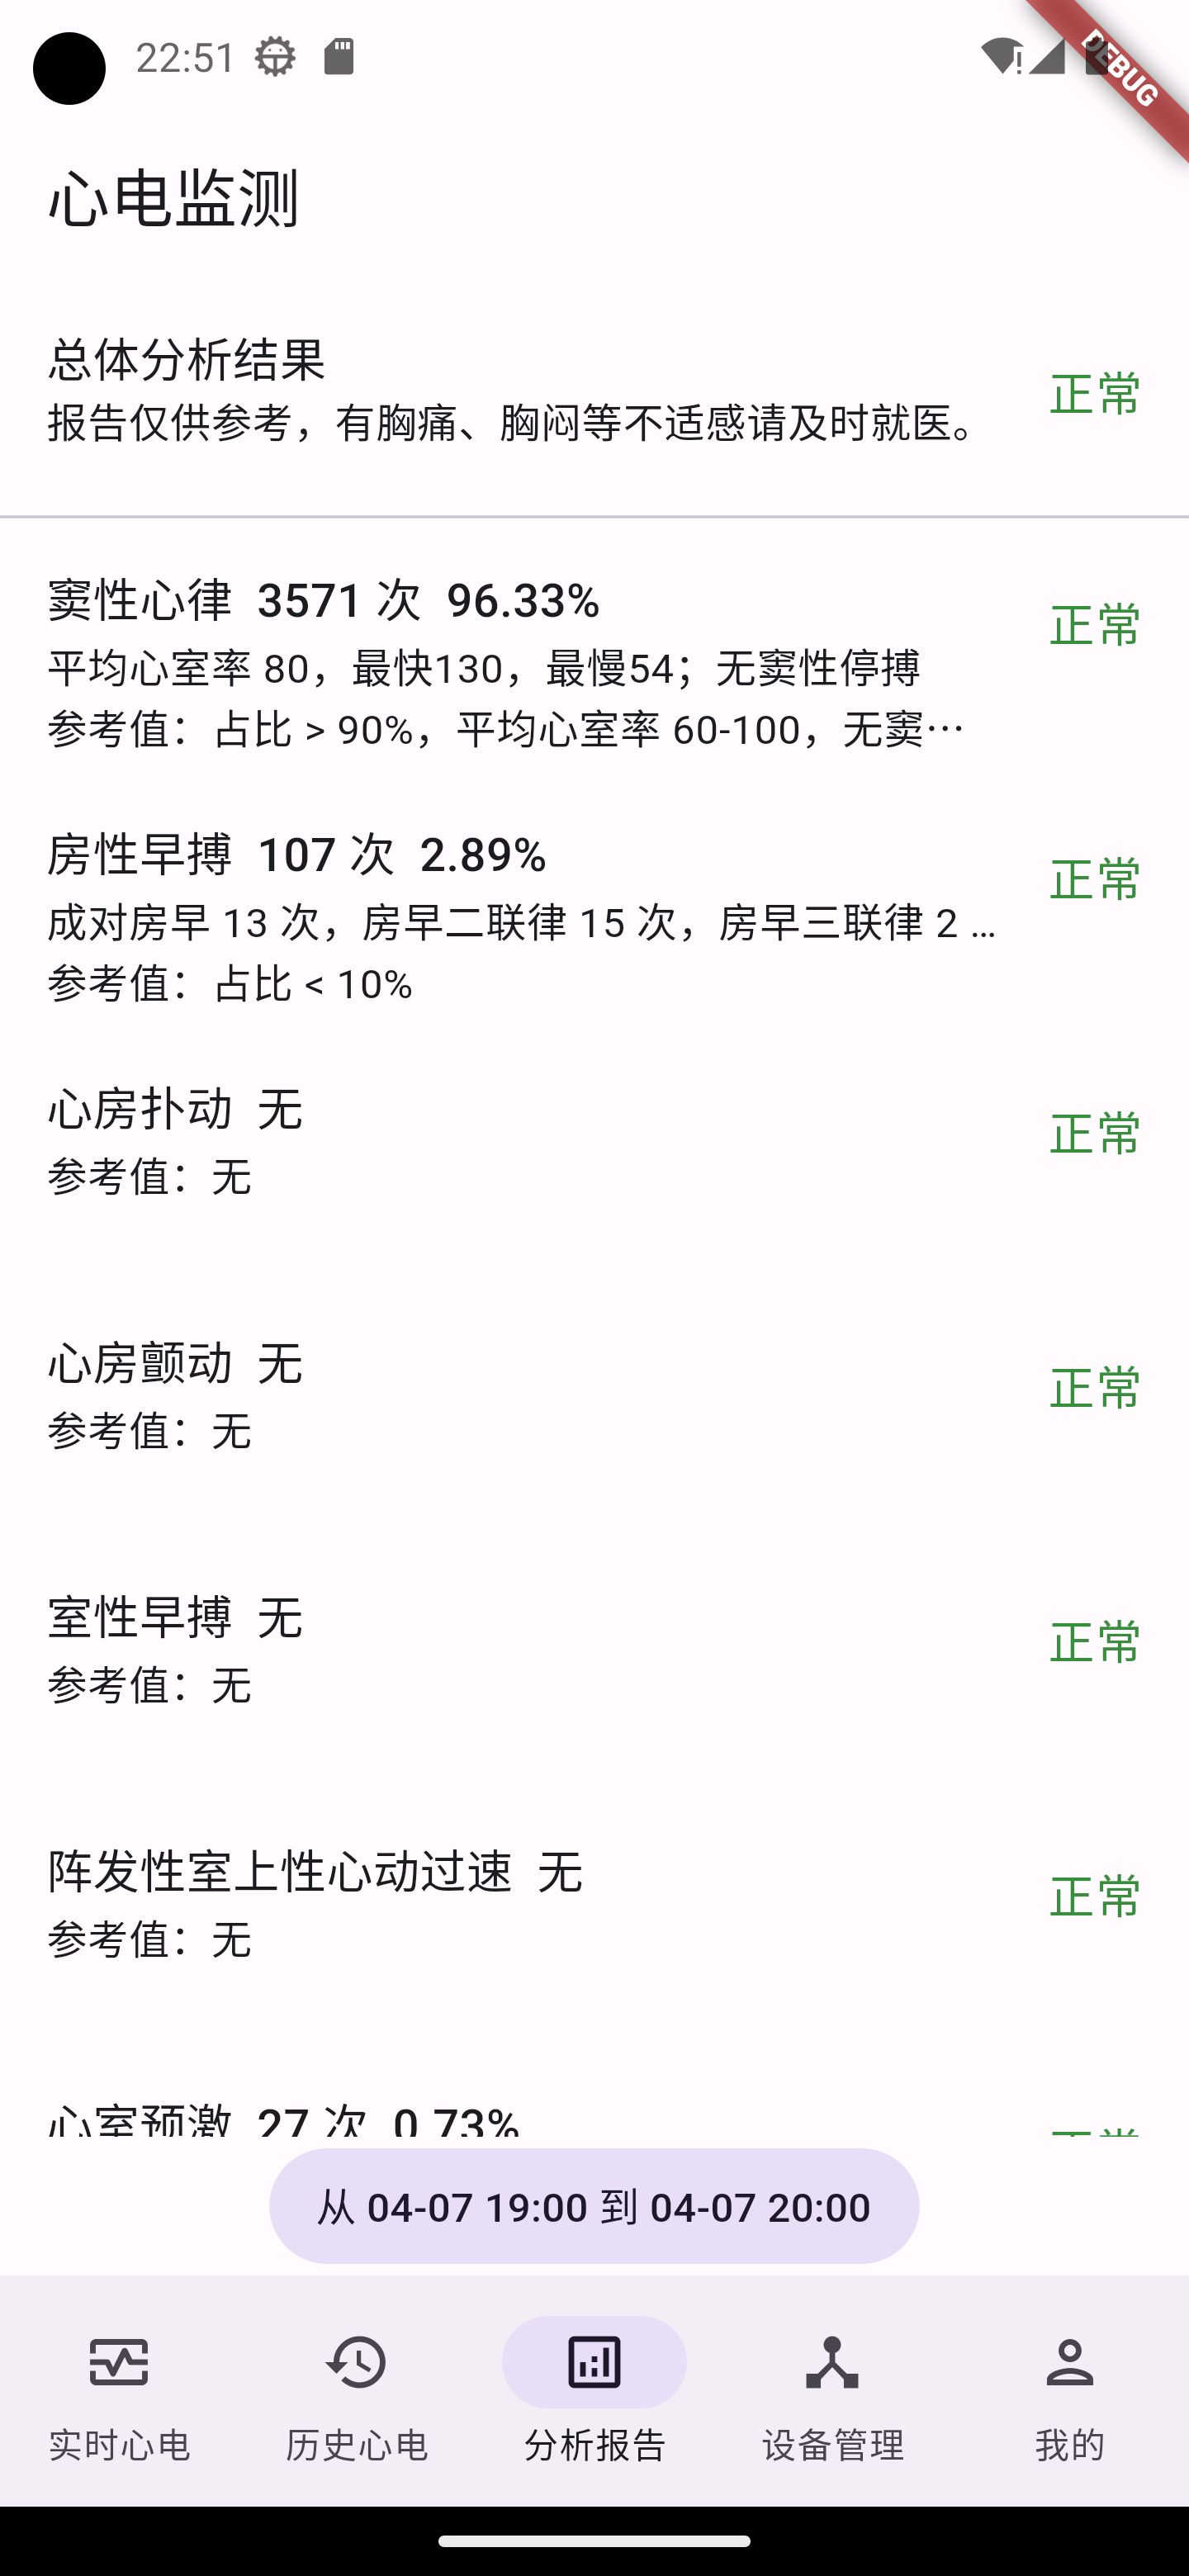 22:51
DEBUG
心电监测
总体分析结果
报告仅供参考，有胸痛、胸闷等不适感请及时就医。
正常
窦性心律 3571 次 96.33%
平均心室率 80，最快130，最慢54；无窦性停搏
参考值：占比 > 90%，平均心室率 60-100，无窦…
正常
房性早搏 107 次 2.89%
成对房早 13 次，房早二联律 15 次，房早三联律 2 …
参考值：占比 < 10%
正常
心房扑动 无
参考值：无
正常
心房颤动 无
参考值：无
正常
室性早搏 无
参考值：无
正常
阵发性室上性心动过速 无
参考值：无
正常
心室预激 27 次 0.73%
正常
从 04-07 19:00 到 04-07 20:00
实时心电
历史心电
分析报告
设备管理
我的